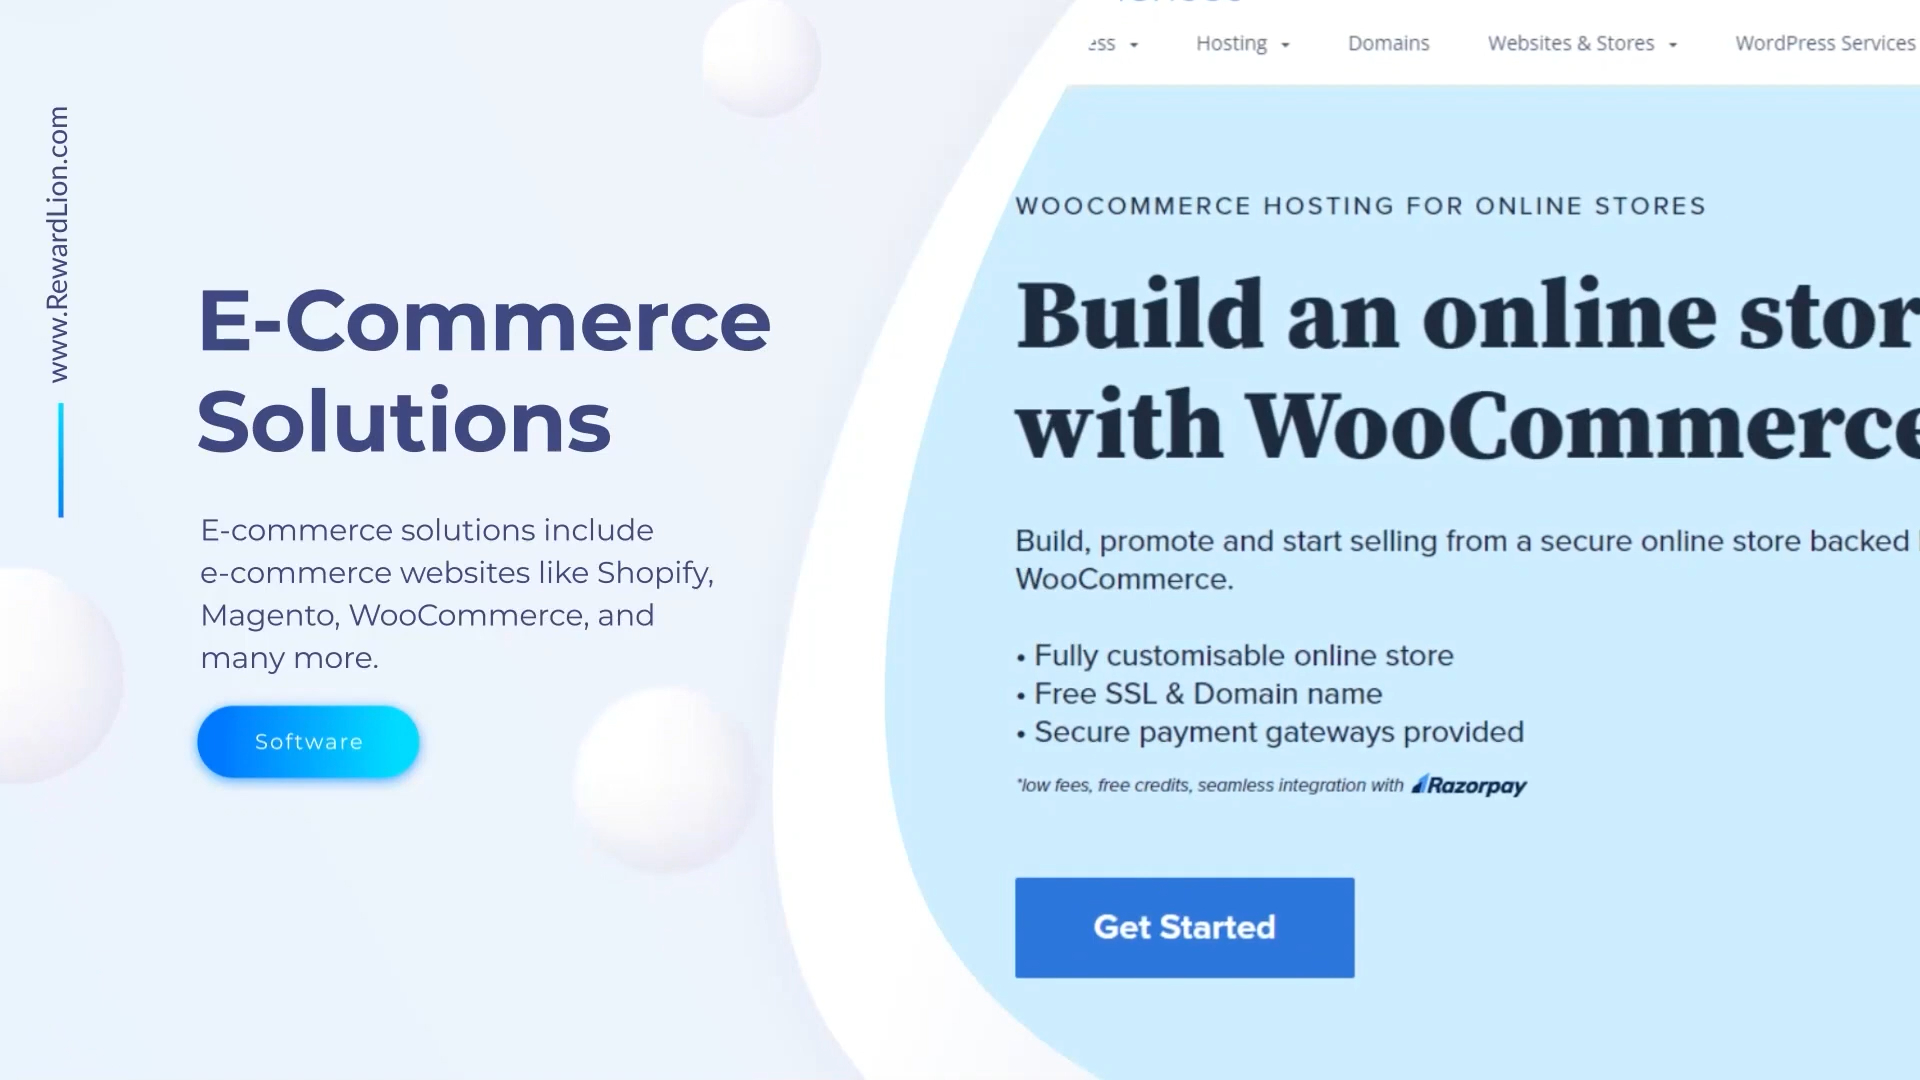 www.RewardLion.com
E-Commerce
Solutions
E-commerce solutions include
e-commerce websites like Shopify,
Magento, WooCommerce, and
many more.
Software
Hosting
Domains
Websites & Stores
WordPress Services
WOOCOMMERCE HOSTING FOR ONLINE STORES
Build an online stor
with WooCommerce
Build, promote and start selling from a secure online store backed
WooCommerce.
• Fully customisable online store
• Free SSL & Domain name
• Secure payment gateways provided
*low fees, free credits, seamless integration with Razorpay
Get Started